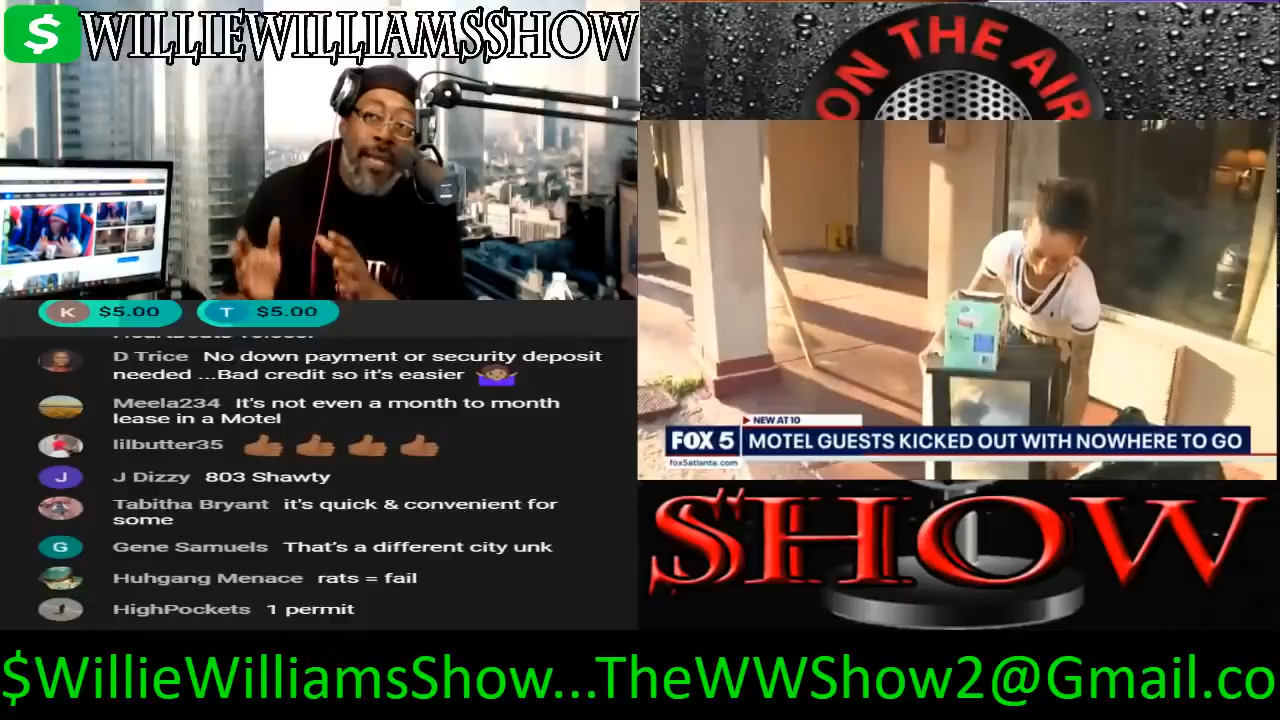 $ WILLIEWILLIAMSSHOW
ON THE AIR
K $5.00 T $5.00
D Trice No down payment or security deposit
needed ...Bad credit so it's easier
Meela234 It's not even a month to month
lease in a Motel
lilbutter35
J J Dizzy 803 Shawty
Tabitha Bryant it's quick & convenient for
some
G Gene Samuels That's a different city unk
Huhgang Menace rats = fail
HighPockets 1 permit
NEW AT 10
FOX 5 MOTEL GUESTS KICKED OUT WITH NOWHERE TO GO
fox5atlanta.com
SHOW
$WillieWilliamsShow...TheWWShow2@Gmail.co